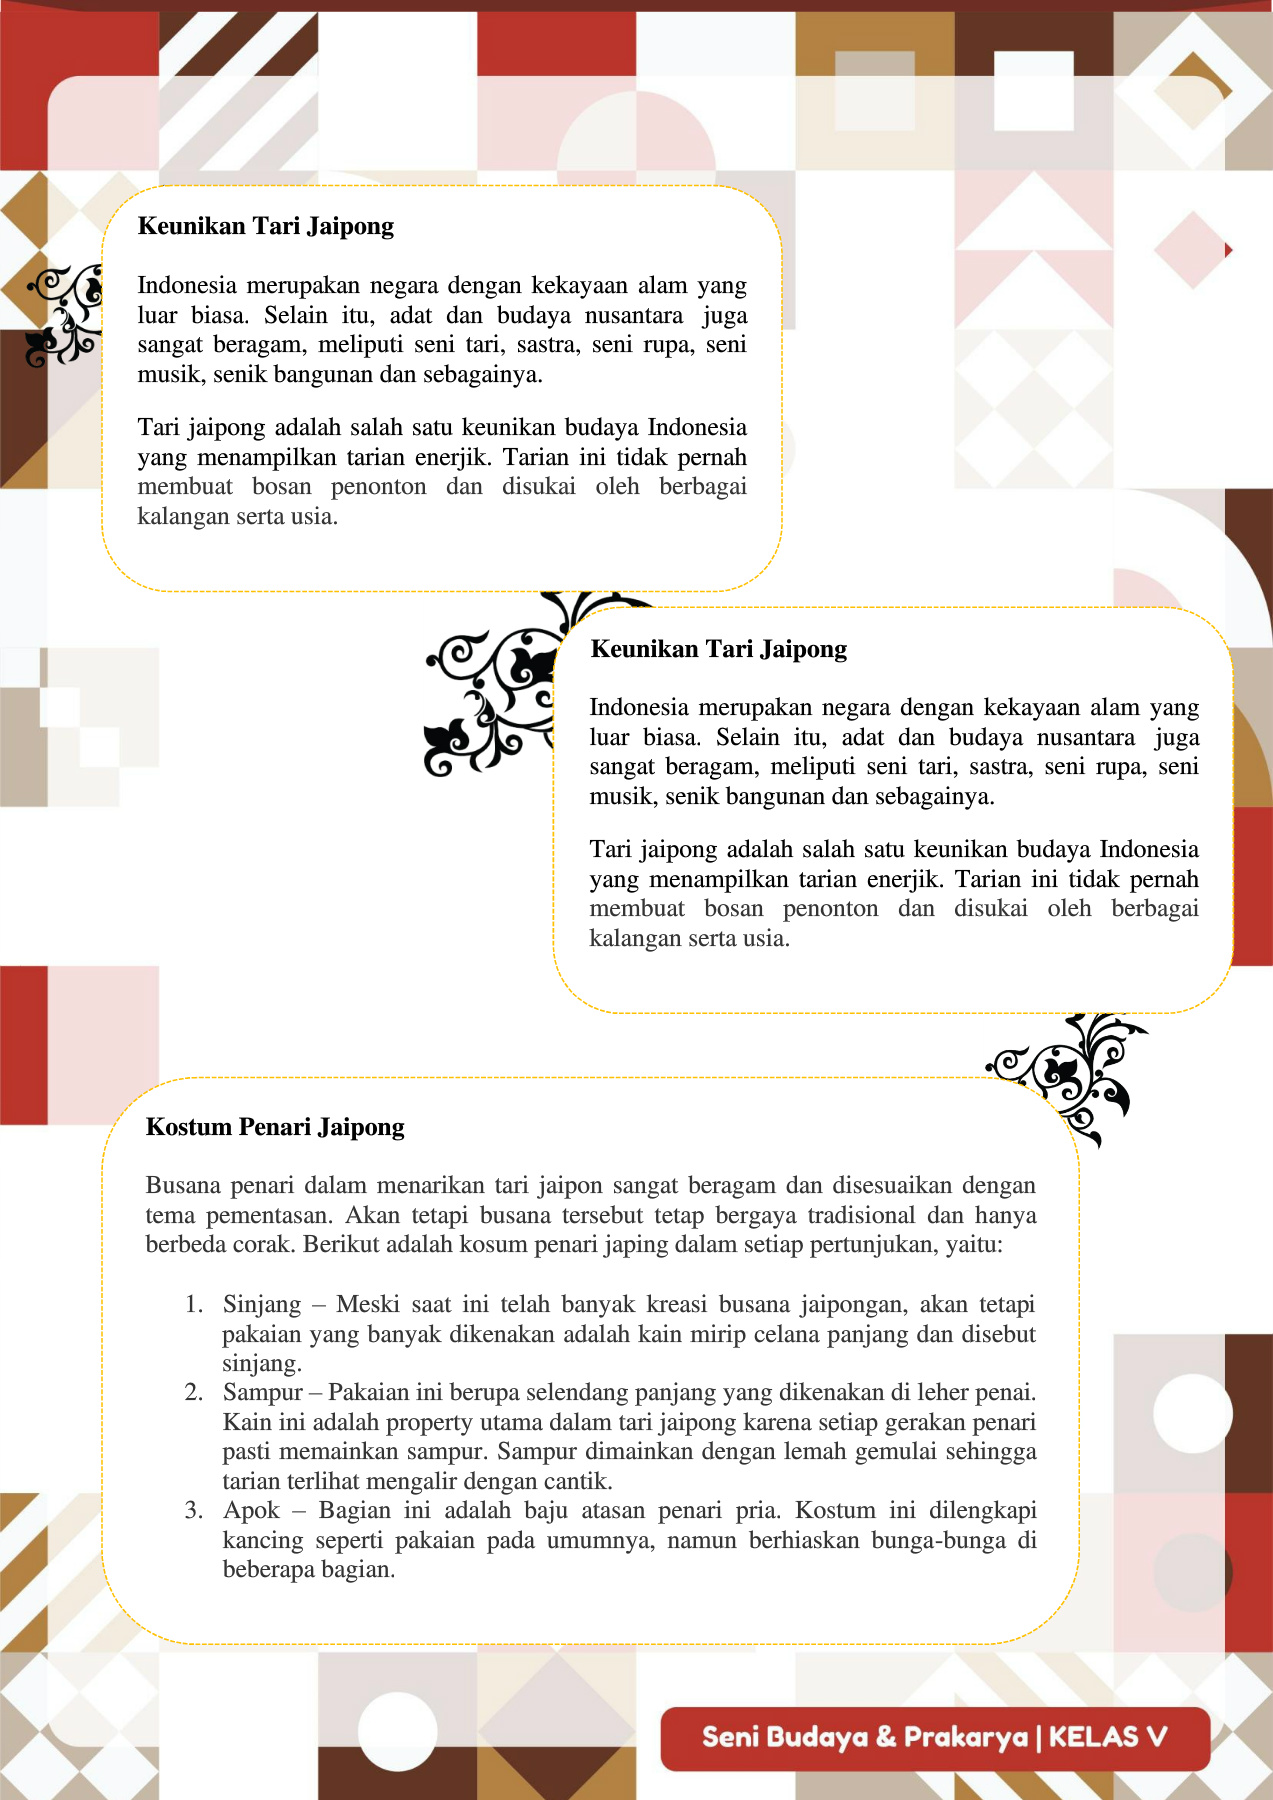 Keunikan Tari Jaipong
Indonesia merupakan negara dengan kekayaan alam yang
luar biasa. Selain itu, adat dan budaya nusantara juga
sangat beragam, meliputi seni tari, sastra, seni rupa, seni
musik, senik bangunan dan sebagainya.
Tari jaipong adalah salah satu keunikan budaya Indonesia
yang menampilkan tarian enerjik. Tarian ini tidak pernah
membuat bosan penonton dan disukai oleh berbagai
kalangan serta usia.
Keunikan Tari Jaipong
Indonesia merupakan negara dengan kekayaan alam yang
luar biasa. Selain itu, adat dan budaya nusantara juga
sangat beragam, meliputi seni tari, sastra, seni rupa, seni
musik, senik bangunan dan sebagainya.
Tari jaipong adalah salah satu keunikan budaya Indonesia
yang menampilkan tarian enerjik. Tarian ini tidak pernah
membuat bosan penonton dan disukai oleh berbagai
kalangan serta usia.
Kostum Penari Jaipong
Busana penari dalam menarikan tari jaipon sangat beragam dan disesuaikan dengan
tema pementasan. Akan tetapi busana tersebut tetap bergaya tradisional dan hanya
berbeda corak. Berikut adalah kosum penari japing dalam setiap pertunjukan, yaitu:
1. Sinjang – Meski saat ini telah banyak kreasi busana jaipongan, akan tetapi
pakaian yang banyak dikenakan adalah kain mirip celana panjang dan disebut
sinjang.
2. Sampur – Pakaian ini berupa selendang panjang yang dikenakan di leher penai.
Kain ini adalah property utama dalam tari jaipong karena setiap gerakan penari
pasti memainkan sampur. Sampur dimainkan dengan lemah gemulai sehingga
tarian terlihat mengalir dengan cantik.
3. Apok – Bagian ini adalah baju atasan penari pria. Kostum ini dilengkapi
kancing seperti pakaian pada umumnya, namun berhiaskan bunga-bunga di
beberapa bagian.
Seni Budaya & Prakarya | KELAS V